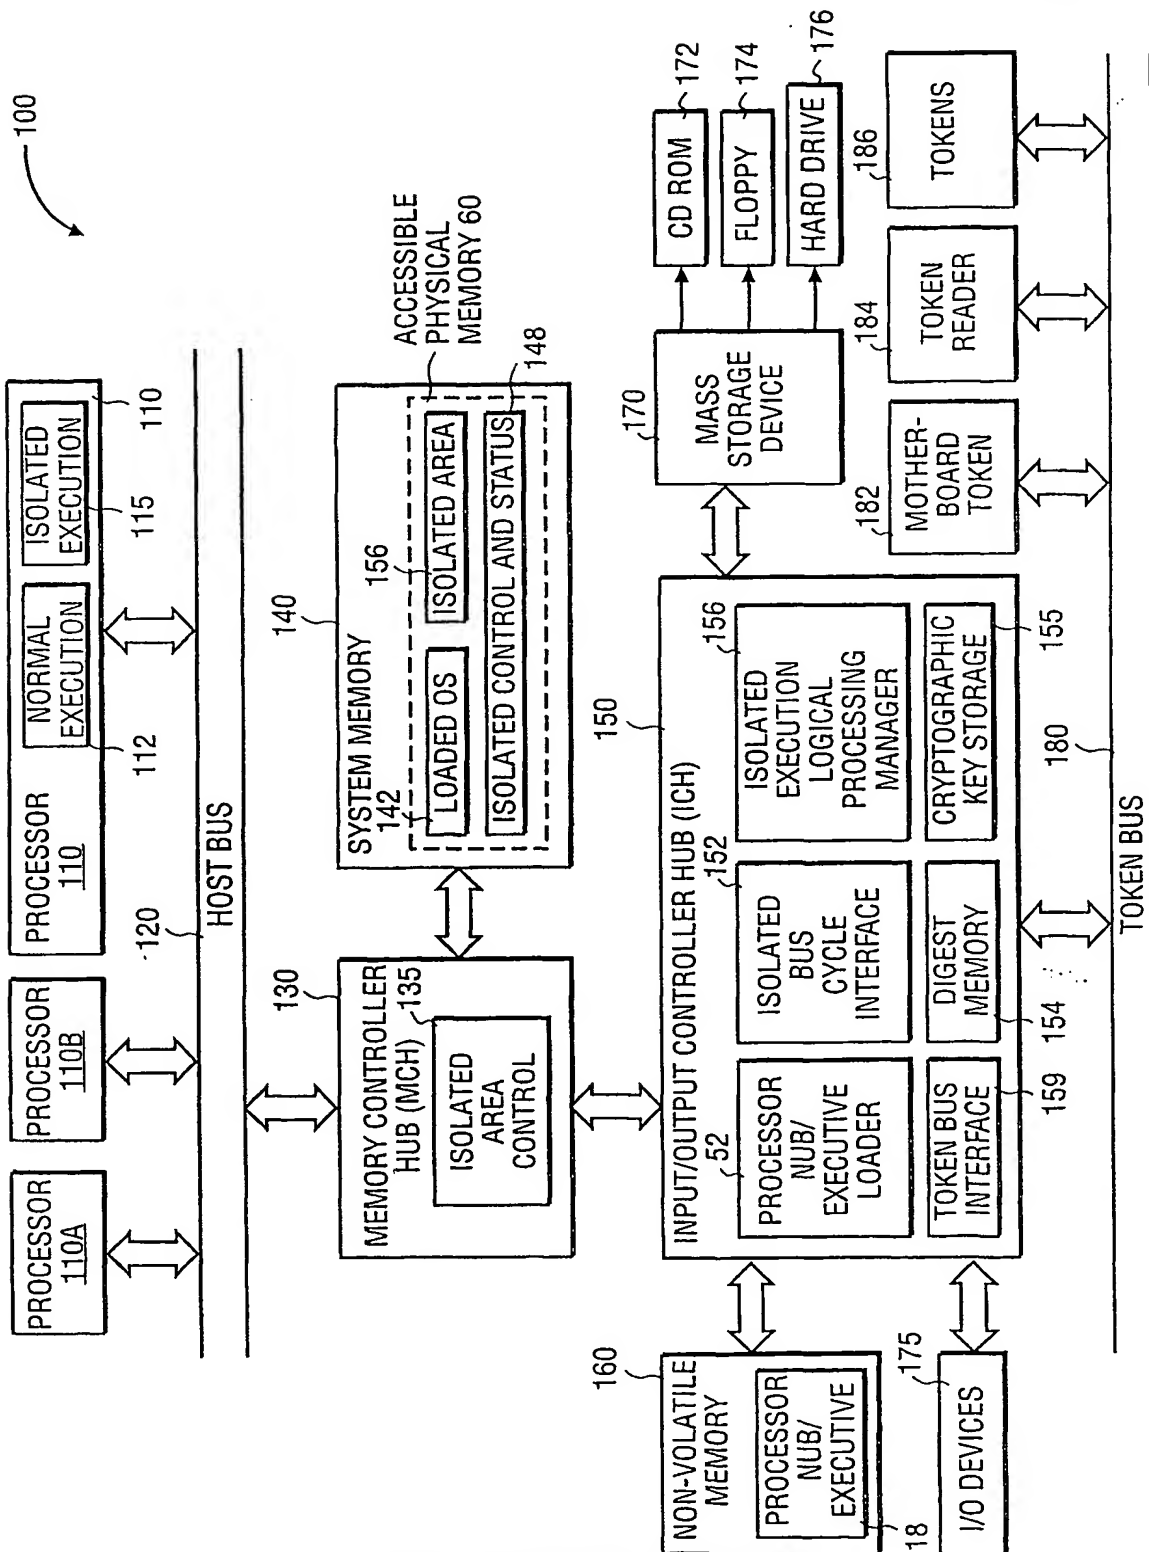 100
PROCESSOR
110A
PROCESSOR
110B
PROCESSOR
110
NORMAL
EXECUTION
112
ISOLATED
EXECUTION
115
110
120
HOST BUS
130
MEMORY CONTROLLER
HUB (MCH)
135
ISOLATED
AREA
CONTROL
140
SYSTEM MEMORY
142
LOADED OS
156
ISOLATED AREA
ISOLATED CONTROL AND STATUS
148
ACCESSIBLE
PHYSICAL
MEMORY 60
160
NON-VOLATILE
MEMORY
PROCESSOR
NUB/
EXECUTIVE
18
175
I/O DEVICES
150
INPUT/OUTPUT CONTROLLER HUB (ICH)
52
PROCESSOR
NUB/
EXECUTIVE
LOADER
152
ISOLATED
BUS
CYCLE
INTERFACE
156
ISOLATED
EXECUTION
LOGICAL
PROCESSING
MANAGER
TOKEN BUS
INTERFACE
159
DIGEST
MEMORY
154
CRYPTOGRAPHIC
KEY STORAGE
155
170
MASS
STORAGE
DEVICE
CD ROM
172
FLOPPY
174
HARD DRIVE
176
182
MOTHER-
BOARD
TOKEN
184
TOKEN
READER
186
TOKENS
180
TOKEN BUS